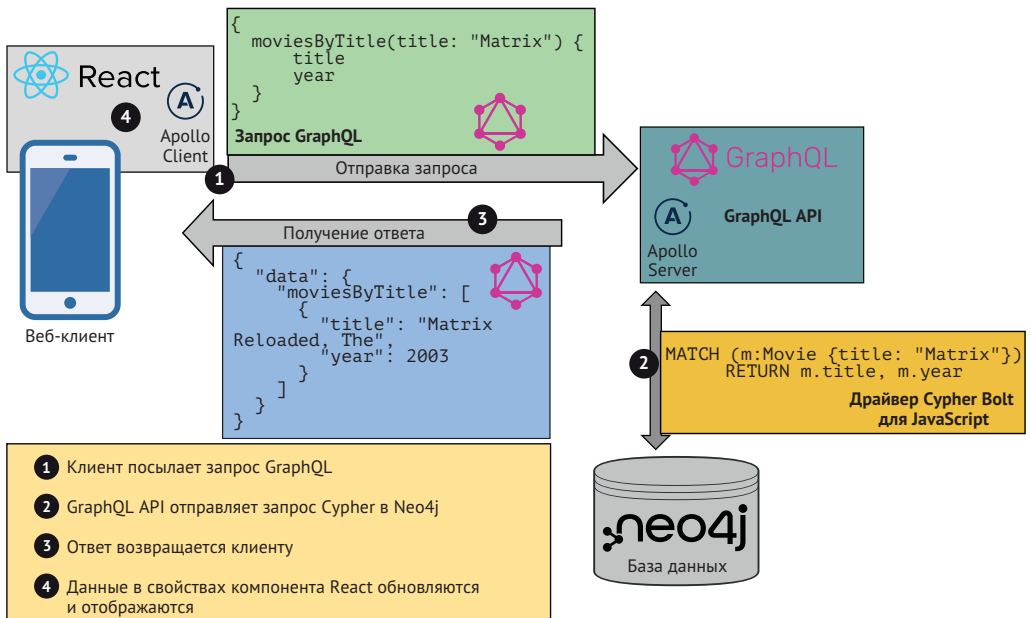 React
4
Apollo
Client
{
moviesByTitle(title: "Matrix") {
title
year
}
}
Запрос GraphQL
1
Отправка запроса
GraphQL
GraphQL API
Apollo
Server
3
Получение ответа
{
"data": {
"moviesByTitle": [
{
"title": "Matrix
Reloaded, The",
"year": 2003
}
]
}
}
Веб-клиент
2
MATCH (m:Movie {title: "Matrix"})
RETURN m.title, m.year
Драйвер Cypher Bolt
для JavaScript
neo4j
База данных
1 Клиент посылает запрос GraphQL
2 GraphQL API отправляет запрос Cypher в Neo4j
3 Ответ возвращается клиенту
4 Данные в свойствах компонента React обновляются
и отображаются